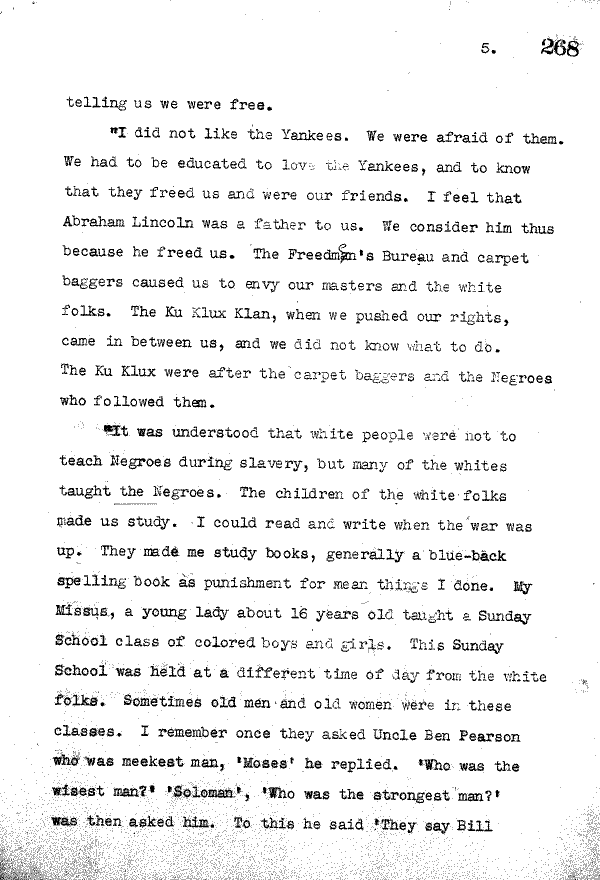 5. 268
telling us we were free.
"I did not like the Yankees. We were afraid of them.
We had to be educated to love the Yankees, and to know
that they freed us and were our friends. I feel that
Abraham Lincoln was a father to us. We consider him thus
because he freed us. The Freedmen's Bureau and carpet
baggers caused us to envy our masters and the white
folks. The Ku Klux Klan, when we pushed our rights,
came in between us, and we did not know what to do.
The Ku Klux were after the carpet baggers and the Negroes
who followed them.
"It was understood that white people were not to
teach Negroes during slavery, but many of the whites
taught the Negroes. The children of the white folks
made us study. I could read and write when the war was
up. They made me study books, generally a blue-back
spelling book as punishment for mean things I done. My
Missus, a young lady about 16 years old taught a Sunday
School class of colored boys and girls. This Sunday
School was held at a different time of day from the white
folks. Sometimes old men and old women were in these
classes. I remember once they asked Uncle Ben Pearson
who was meekest man, 'Moses' he replied. 'Who was the
wisest man?' 'Soloman', 'Who was the strongest man?'
was then asked him. To this he said 'They say Bill